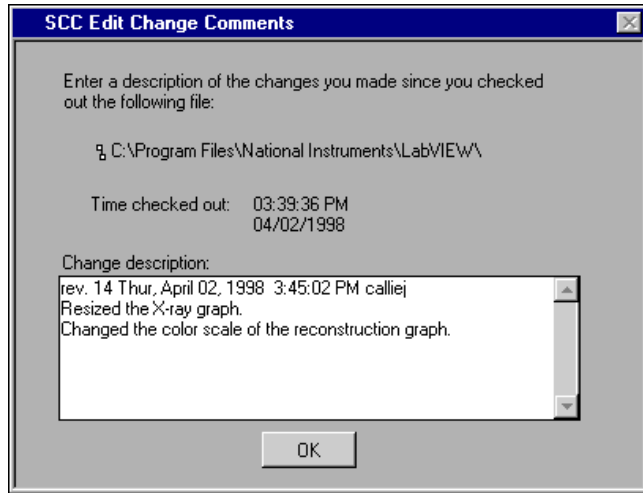 SCC Edit Change Comments
Enter a description of the changes you made since you checked
out the following file:
C:\Program Files\National Instruments\LabVIEW\
Time checked out: 03:39:36 PM
04/02/1998
Change description:
rev. 14 Thur, April 02, 1998  3:45:02 PM calliej
Resized the X-ray graph.
Changed the color scale of the reconstruction graph.
OK